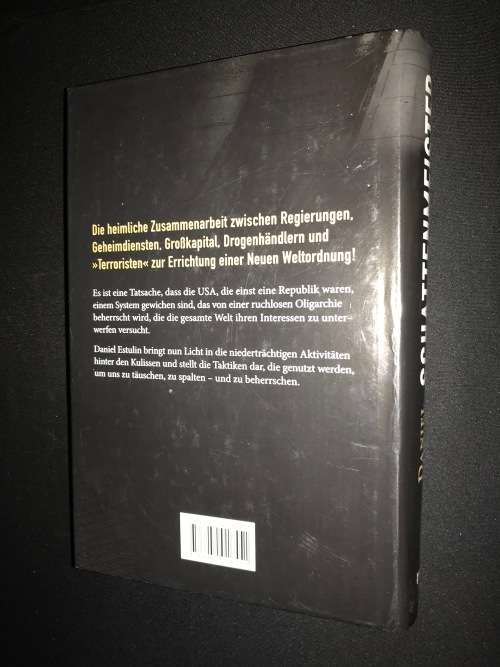 Die heimliche Zusammenarbeit zwischen Regierungen,
Geheimdiensten, Großkapital, Drogenhändlern und
»Terroristen« zur Errichtung einer Neuen Weltordnung!
Es ist eine Tatsache, dass die USA, die einst eine Republik waren,
einem System gewichen sind, das von einer ruchlosen Oligarchie
beherrscht wird, die die gesamte Welt ihren Interessen zu unter-
werfen versucht.
Daniel Estulin bringt nun Licht in die niederträchtigen Aktivitäten
hinter den Kulissen und stellt die Taktiken dar, die genutzt werden,
um uns zu täuschen, zu spalten – und zu beherrschen.
DANIEL
SCHATTENMEISTER